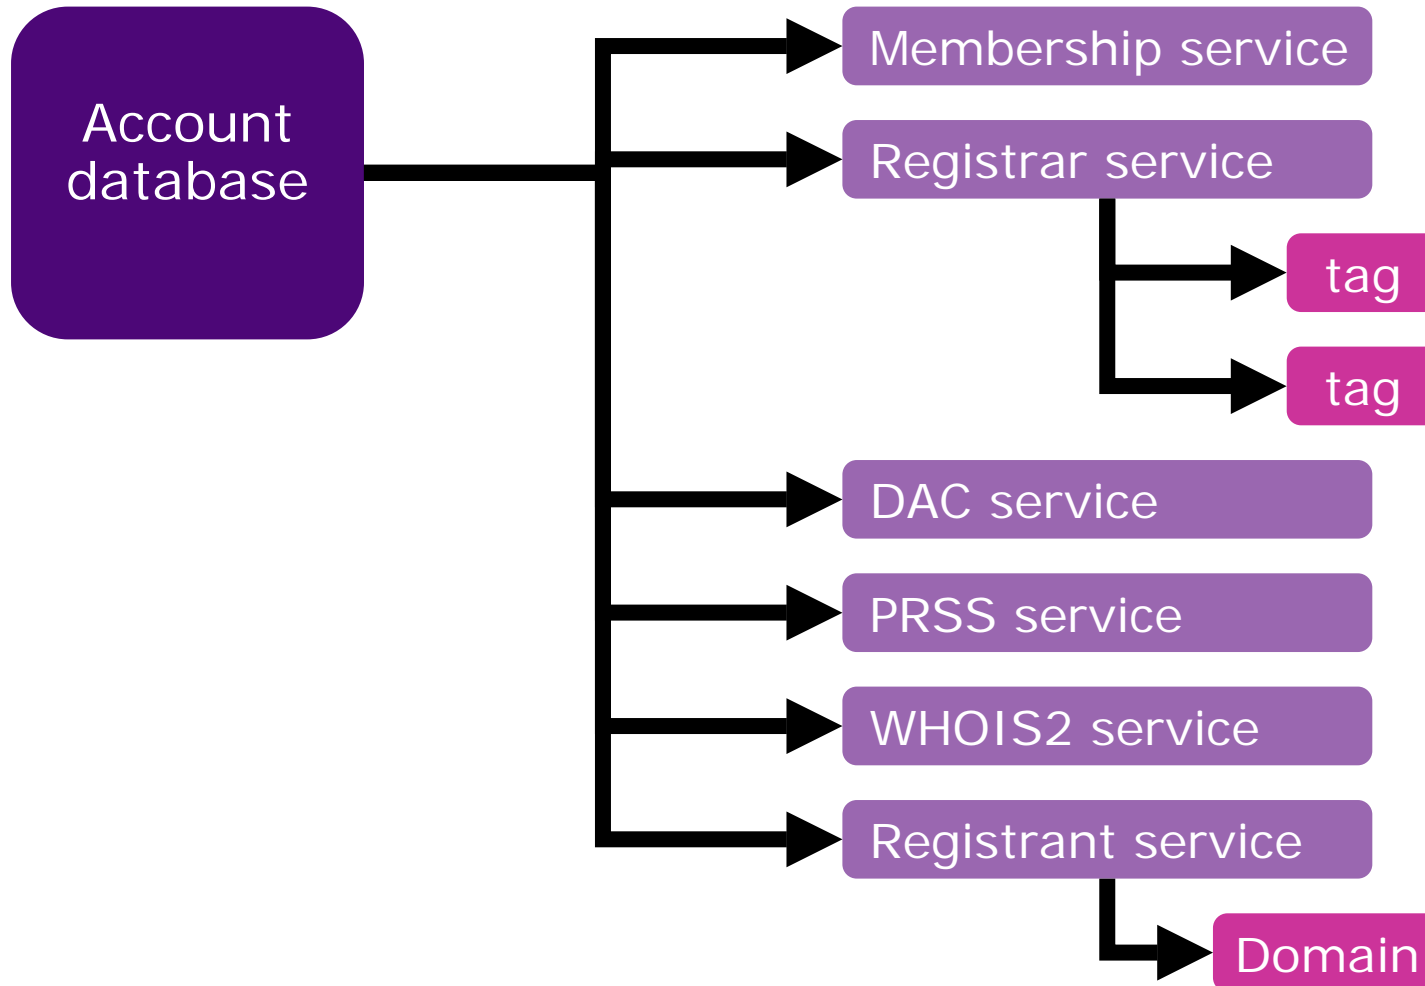 Account
database
Membership service
Registrar service
tag
tag
DAC service
PRSS service
WHOIS2 service
Registrant service
Domain